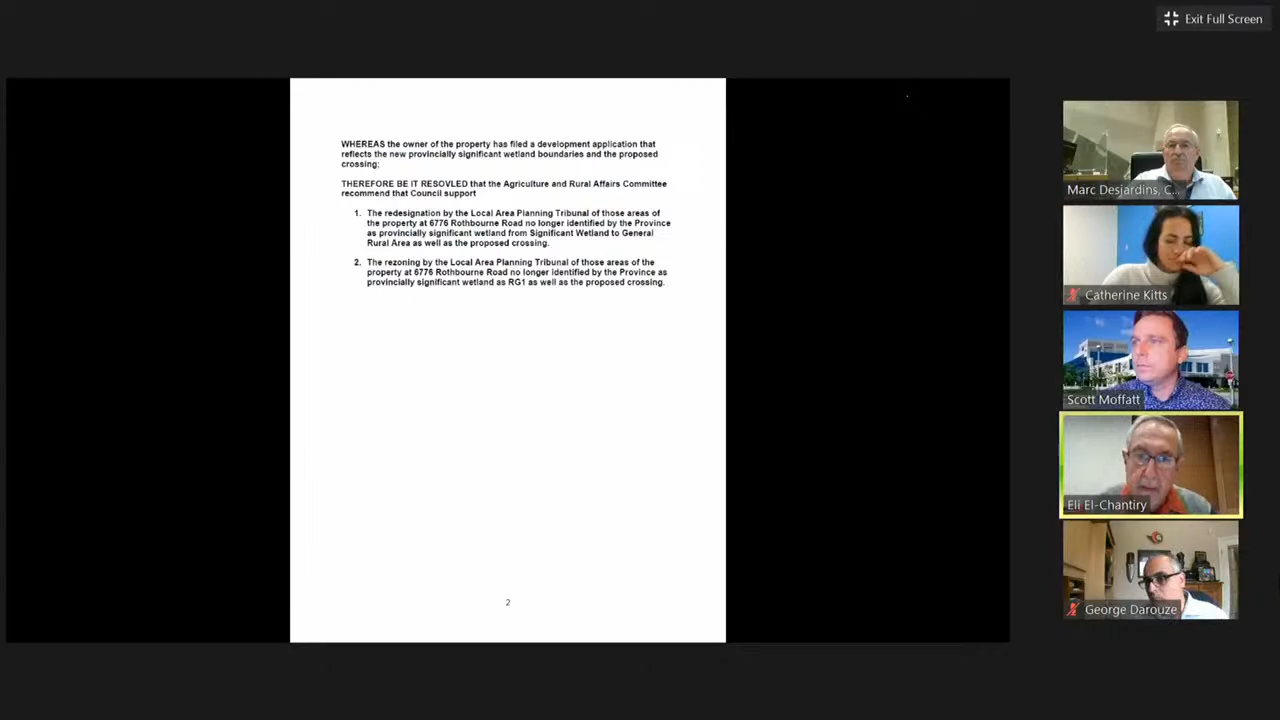 Exit Full Screen
WHEREAS the owner of the property has filed a development application that
reflects the new provincially significant wetland boundaries and the proposed
crossing;
THEREFORE BE IT RESOVLED that the Agriculture and Rural Affairs Committee
recommend that Council support
1. The redesignation by the Local Area Planning Tribunal of those areas of
the property at 6776 Rothbourne Road no longer identified by the Province
as provincially significant wetland from Significant Wetland to General
Rural Area as well as the proposed crossing.
2. The rezoning by the Local Area Planning Tribunal of those areas of the
property at 6776 Rothbourne Road no longer identified by the Province as
provincially significant wetland as RG1 as well as the proposed crossing.
2
Marc Desjardins, C...
Catherine Kitts
Scott Moffatt
Eli El-Chantiry
George Darouze